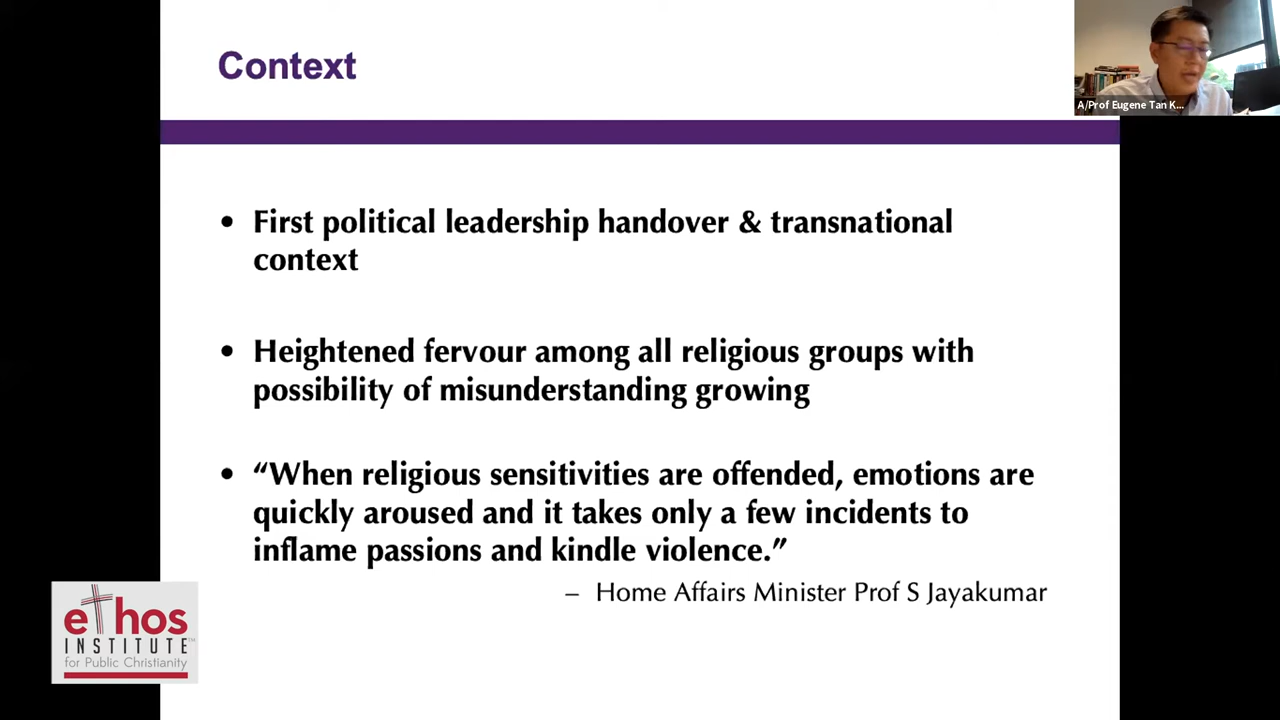 Context
A/Prof Eugene Tan K...
• First political leadership handover & transnational
context
• Heightened fervour among all religious groups with
possibility of misunderstanding growing
• “When religious sensitivities are offended, emotions are
quickly aroused and it takes only a few incidents to
inflame passions and kindle violence.”
– Home Affairs Minister Prof S Jayakumar
ethos
INSTITUTE™
for Public Christianity